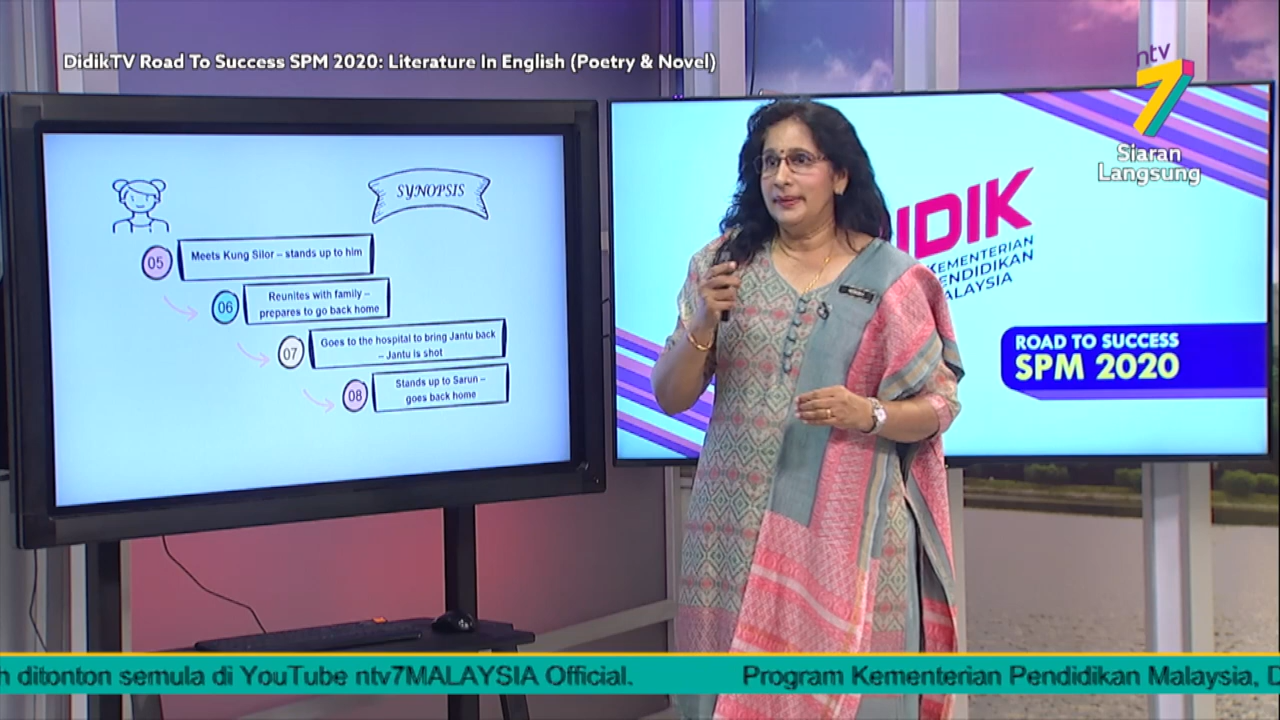 DidikTV Road To Success SPM 2020: Literature In English (Poetry & Novel)
ntv
7
Siaran
Langsung
SYNOPSIS
05
Meets Kung Silor – stands up to him
06
Reunites with family –
prepares to go back home
07
Goes to the hospital to bring Jantu back
– Jantu is shot
08
Stands up to Sarun –
goes back home
IDIK
KEMENTERIAN
ENDIDIKAN
ALAYSIA
ROAD TO SUCCESS
SPM 2020
h ditonton semula di YouTube ntv7MALAYSIA Official.
Program Kementerian Pendidikan Malaysia, D